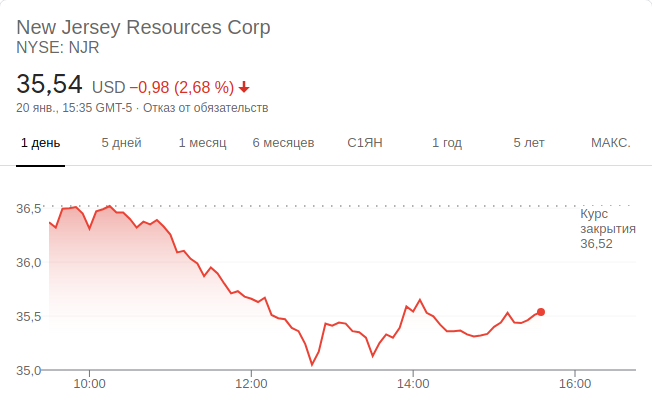 New Jersey Resources Corp
NYSE: NJR
35,54 USD −0,98 (2,68 %)
20 янв., 15:35 GMT-5 · Отказ от обязательств
1 день 5 дней 1 месяц 6 месяцев С1ЯН 1 год 5 лет МАКС.
36,5
Курс
закрытия
36,52
36,0
35,5
35,0
10:00 12:00 14:00 16:00